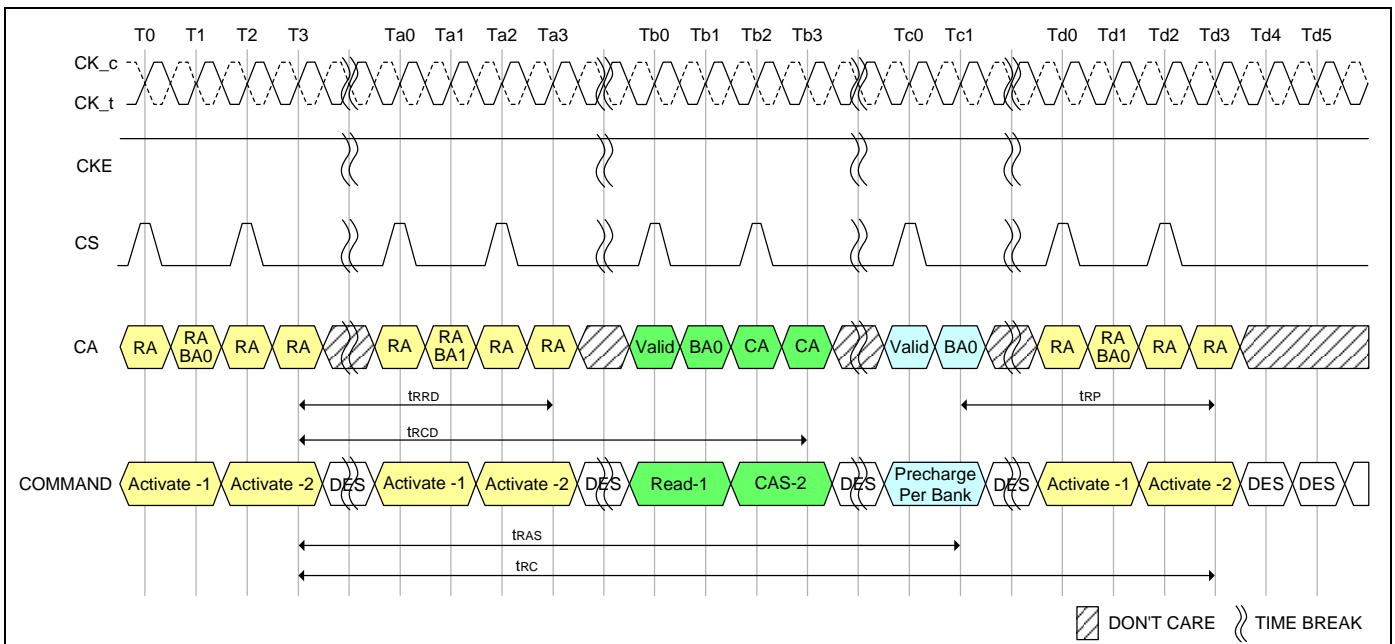 T0 T1 T2 T3 Ta0 Ta1 Ta2 Ta3 Tb0 Tb1 Tb2 Tb3 Tc0 Tc1 Td0 Td1 Td2 Td3 Td4 Td5
CK_c
CK_t
CKE
CS
CA RA RA BA0 RA RA RA RA BA1 RA RA Valid BA0 CA CA Valid BA0 RA RA BA0 RA RA
tRRD tRP
tRCD
COMMAND Activate -1 Activate -2 DES Activate -1 Activate -2 DES Read-1 CAS-2 DES Precharge Per Bank DES Activate -1 Activate -2 DES DES
tRAS
tRC
DON'T CARE TIME BREAK